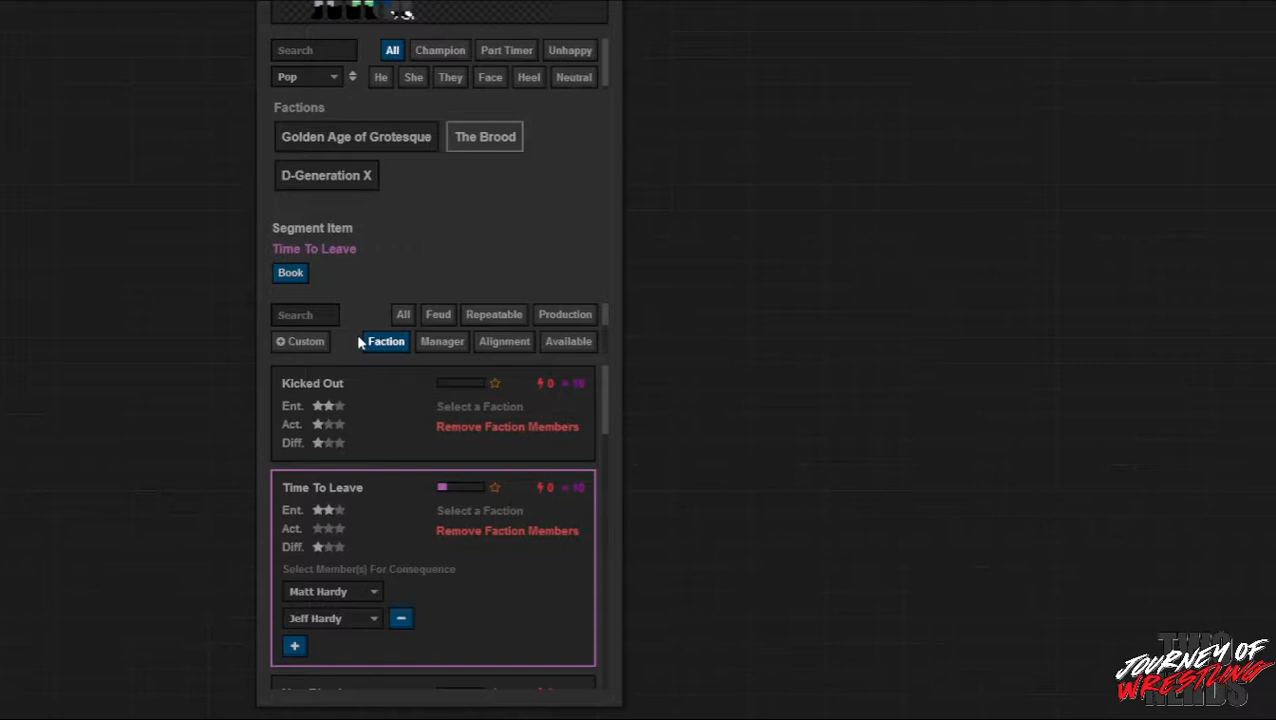 Search All Champion Part Timer Unhappy
Pop He She They Face Heel Neutral
Factions
Golden Age of Grotesque The Brood
D-Generation X
Segment Item
Time To Leave
Book
Search All Feud Repeatable Production
Custom Faction Manager Alignment Available
Kicked Out 0 10
Ent. Select a Faction
Act. Remove Faction Members
Diff.
Time To Leave 0 10
Ent. Select a Faction
Act. Remove Faction Members
Diff.
Select Member(s) For Consequence
Matt Hardy
Jeff Hardy −
+
JOURNEY OF
WRESTLING
NERDS